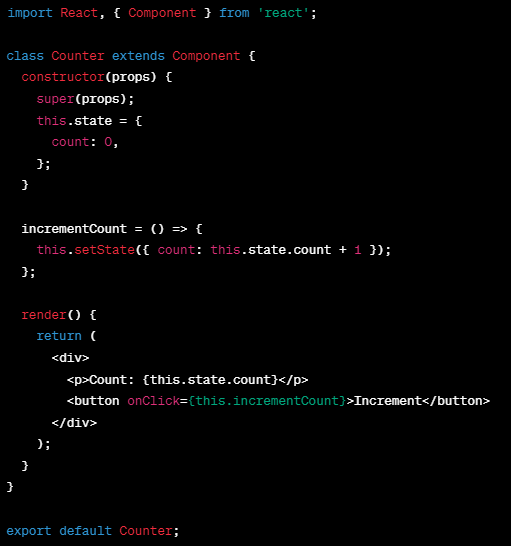 import React, { Component } from 'react';

class Counter extends Component {
  constructor(props) {
    super(props);
    this.state = {
      count: 0,
    };
  }

  incrementCount = () => {
    this.setState({ count: this.state.count + 1 });
  };

  render() {
    return (
      <div>
        <p>Count: {this.state.count}</p>
        <button onClick={this.incrementCount}>Increment</button>
      </div>
    );
  }
}

export default Counter;